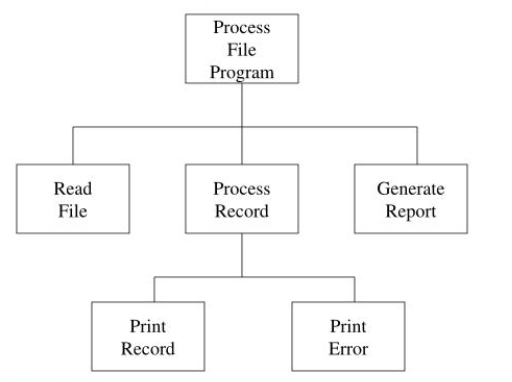 Process
File
Program
Read
File
Process
Record
Generate
Report
Print
Record
Print
Error